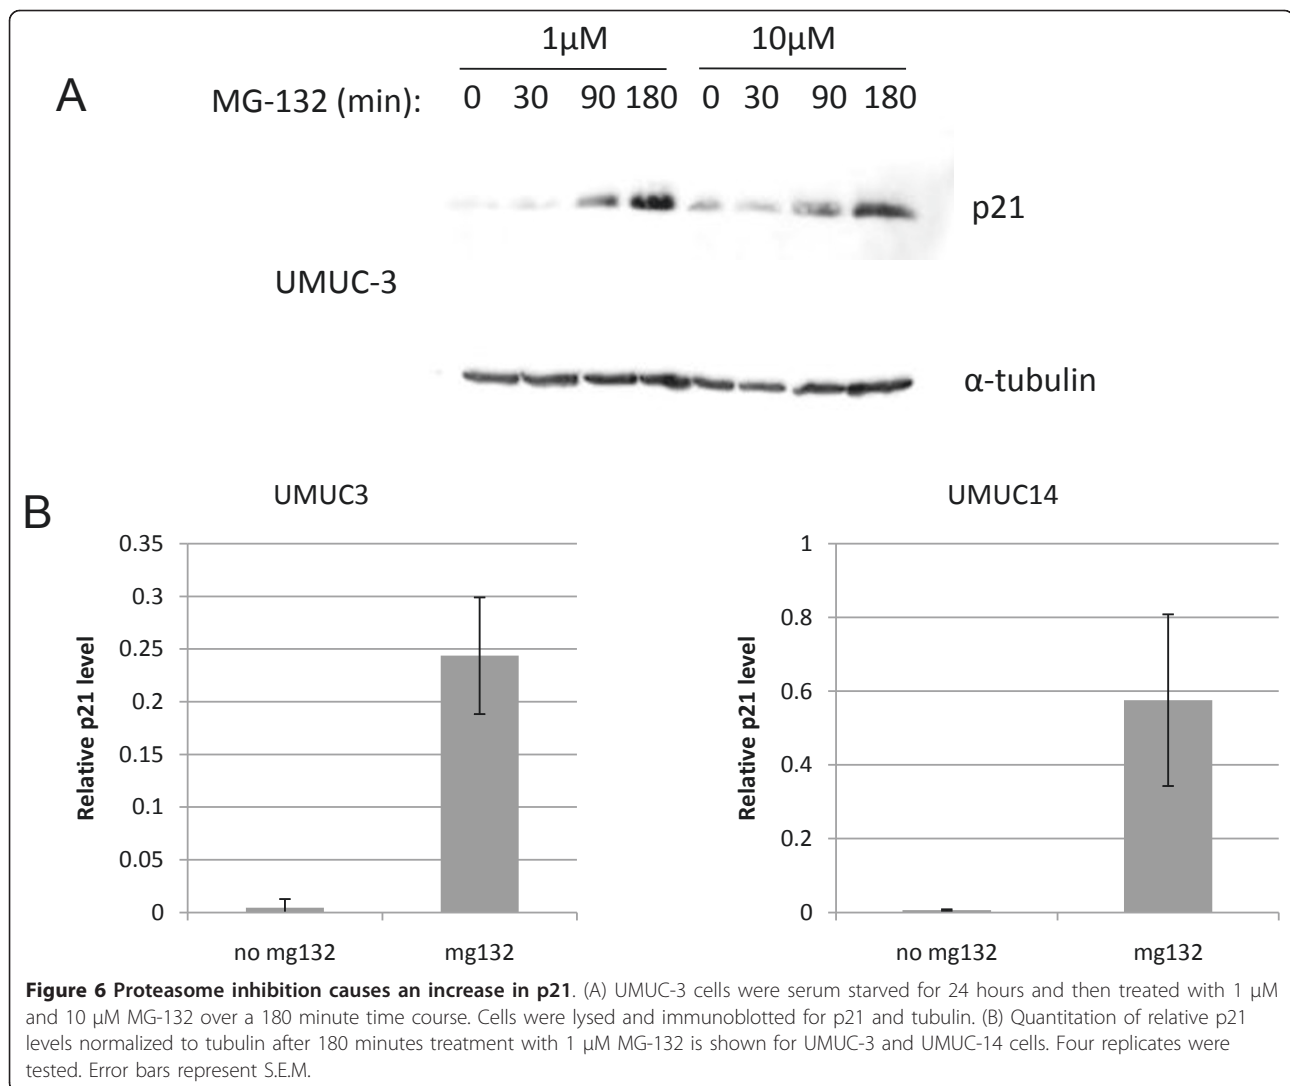 1µM 10µM
A
MG-132 (min): 0 30 90 180 0 30 90 180
p21
UMUC-3
α-tubulin
B
UMUC3
0.35
0.3
0.25
0.2
0.15
0.1
0.05
0
Relative p21 level
no mg132 mg132
UMUC14
1
0.8
0.6
0.4
0.2
0
Relative p21 level
no mg132 mg132
Figure 6 Proteasome inhibition causes an increase in p21. (A) UMUC-3 cells were serum starved for 24 hours and then treated with 1 μM
and 10 μM MG-132 over a 180 minute time course. Cells were lysed and immunoblotted for p21 and tubulin. (B) Quantitation of relative p21
levels normalized to tubulin after 180 minutes treatment with 1 μM MG-132 is shown for UMUC-3 and UMUC-14 cells. Four replicates were
tested. Error bars represent S.E.M.